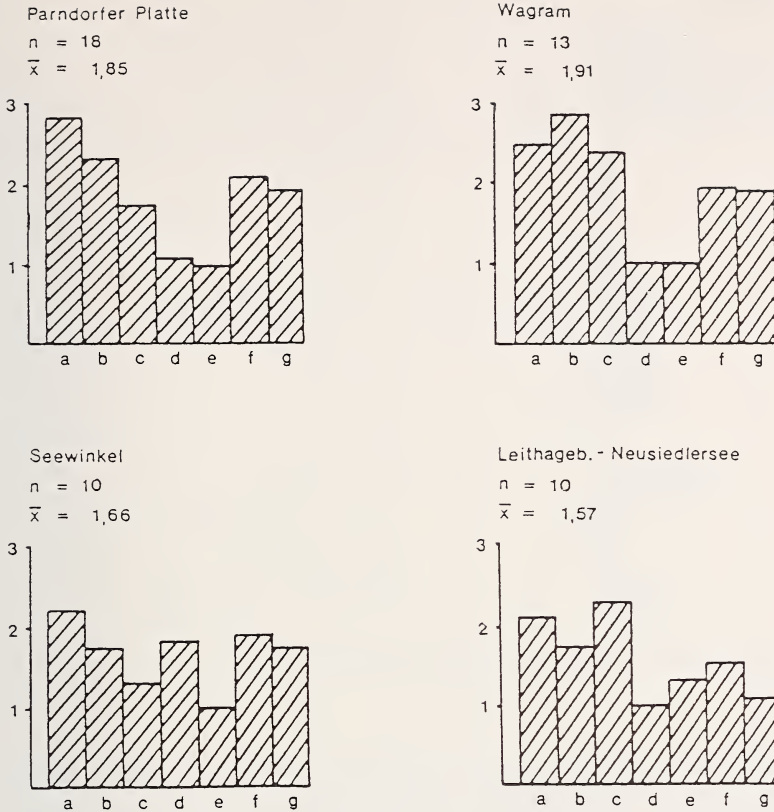 Parndorfer Platte
n = 18
x̅ = 1,85
3
2
1
a b c d e f g
Wagram
n = 13
x̅ = 1,91
3
2
1
a b c d e f g
Seewinkel
n = 10
x̅ = 1,66
3
2
1
a b c d e f g
Leithageb.- Neusiedlersee
n = 10
x̅ = 1,57
3
2
1
a b c d e f g